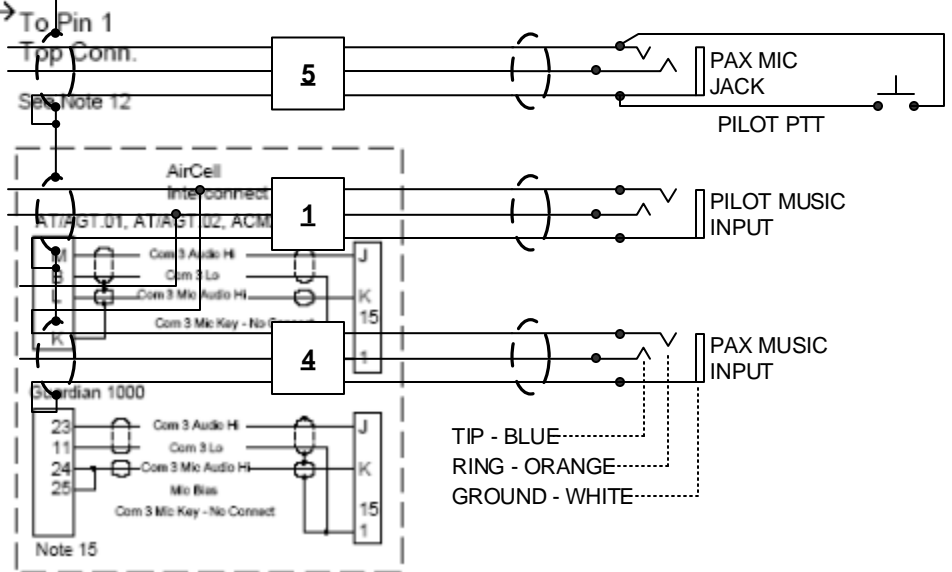 To Pin 1
Top Conn.
See Note 12
5
PAX MIC
JACK
PILOT PTT
AirCell
Interconnect
AT/AGT.01, AT/AGT.02, ACM
1
PILOT MUSIC
INPUT
M
Com 3 Audio Hi
J
B
Com 3 Lo
L
Com 3 Mic Audio Hi
K
15
Com 3 Mic Key - No Connect
K
1
4
PAX MUSIC
INPUT
Guardian 1000
23
Com 3 Audio Hi
J
11
Com 3 Lo
24
Com 3 Mic Audio Hi
K
25
Mic Bias
Com 3 Mic Key - No Connect
15
1
Note 15
TIP - BLUE
RING - ORANGE
GROUND - WHITE